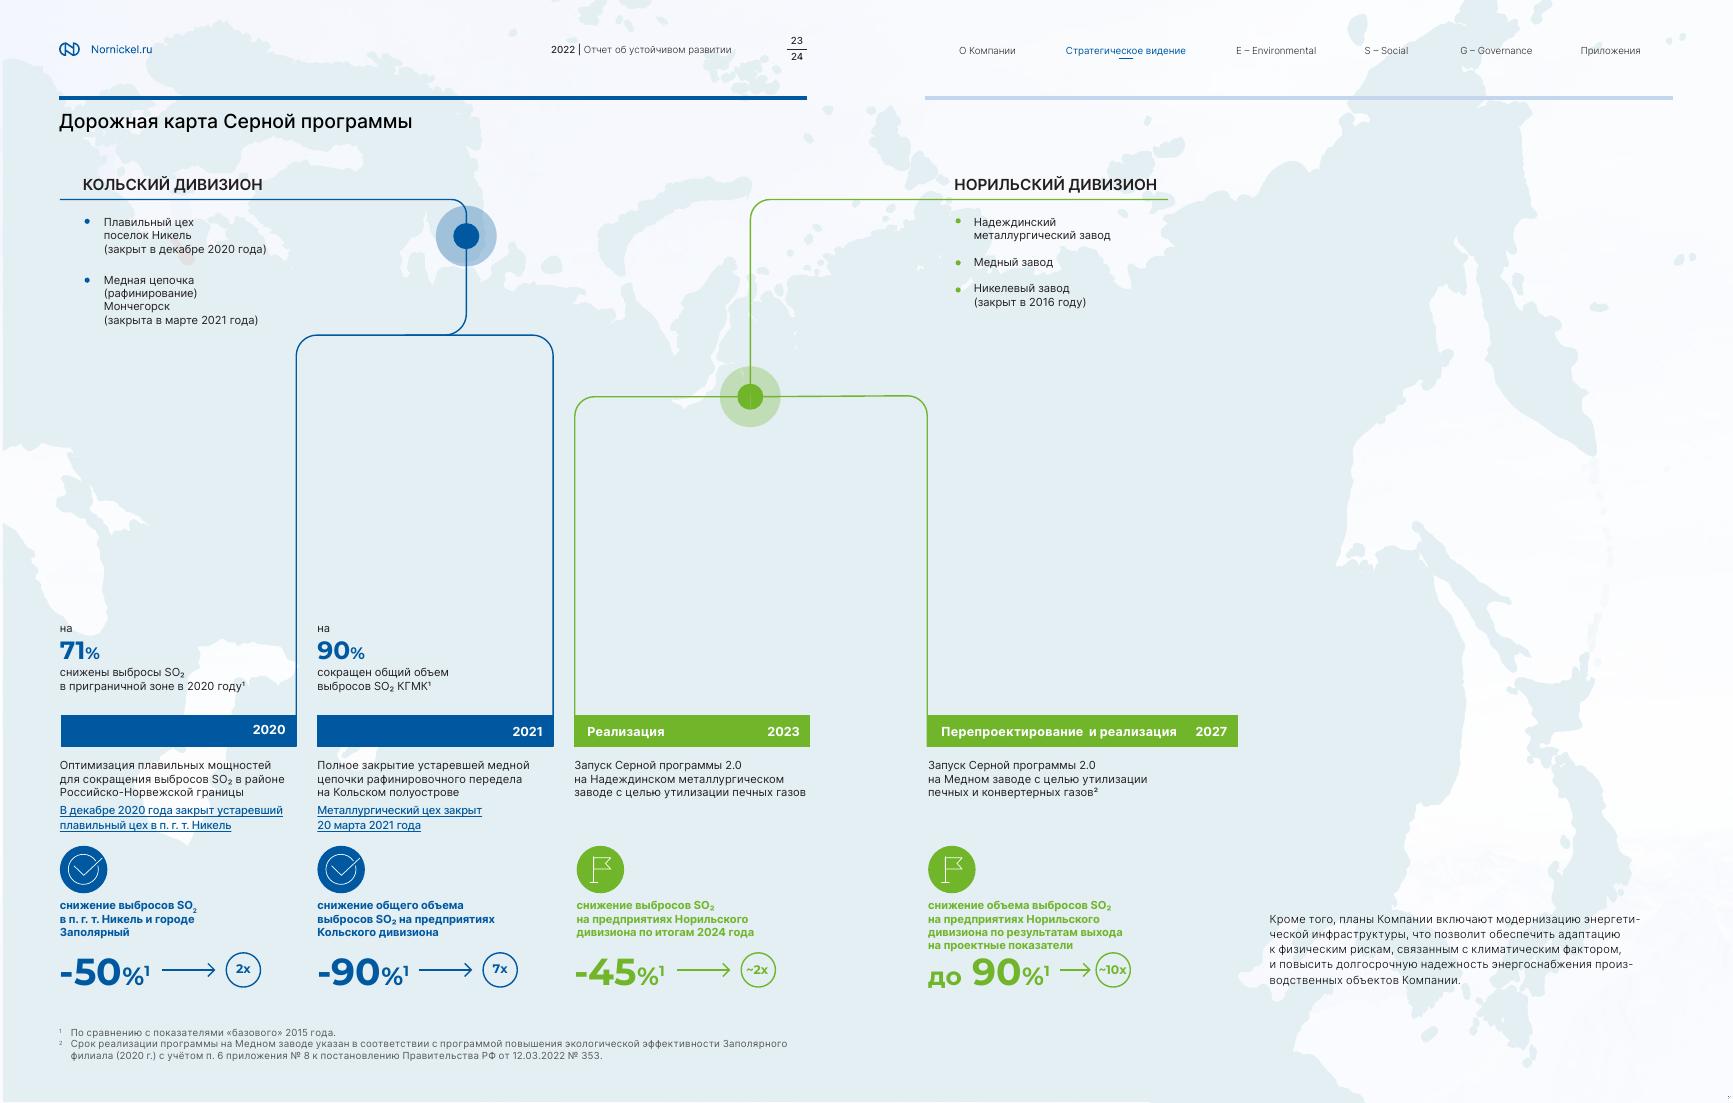 Nornickel.ru
2022 | Отчет об устойчивом развитии
23
24
О Компании
Стратегическое видение
E – Environmental
S – Social
G – Governance
Приложения
Дорожная карта Серной программы
КОЛЬСКИЙ ДИВИЗИОН
Плавильный цех
поселок Никель
(закрыт в декабре 2020 года)
Медная цепочка
(рафинирование)
Мончегорск
(закрыта в марте 2021 года)
НОРИЛЬСКИЙ ДИВИЗИОН
Надеждинский
металлургический завод
Медный завод
Никелевый завод
(закрыт в 2016 году)
на
71%
снижены выбросы SO₂
в приграничной зоне в 2020 году¹
2020
Оптимизация плавильных мощностей
для сокращения выбросов SO₂ в районе
Российско-Норвежской границы
В декабре 2020 года закрыт устаревший
плавильный цех в п. г. т. Никель
снижение выбросов SO₂
в п. г. т. Никель и городе
Заполярный
-50%¹
2x
на
90%
сокращен общий объем
выбросов SO₂ КГМК¹
2021
Полное закрытие устаревшей медной
цепочки рафинировочного передела
на Кольском полуострове
Металлургический цех закрыт
20 марта 2021 года
снижение общего объема
выбросов SO₂ на предприятиях
Кольского дивизиона
-90%¹
7x
Реализация 2023
Запуск Серной программы 2.0
на Надеждинском металлургическом
заводе с целью утилизации печных газов
снижение выбросов SO₂
на предприятиях Норильского
дивизиона по итогам 2024 года
-45%¹
~2x
Перепроектирование и реализация 2027
Запуск Серной программы 2.0
на Медном заводе с целью утилизации
печных и конвертерных газов²
снижение объема выбросов SO₂
на предприятиях Норильского
дивизиона по результатам выхода
на проектные показатели
до 90%¹
~10x
Кроме того, планы Компании включают модернизацию энергети-
ческой инфраструктуры, что позволит обеспечить адаптацию
к физическим рискам, связанным с климатическим фактором,
и повысить долгосрочную надежность энергоснабжения произ-
водственных объектов Компании.
¹ По сравнению с показателями «базового» 2015 года.
² Срок реализации программы на Медном заводе указан в соответствии с программой повышения экологической эффективности Заполярного
филиала (2020 г.) с учётом п. 6 приложения № 8 к постановлению Правительства РФ от 12.03.2022 № 353.